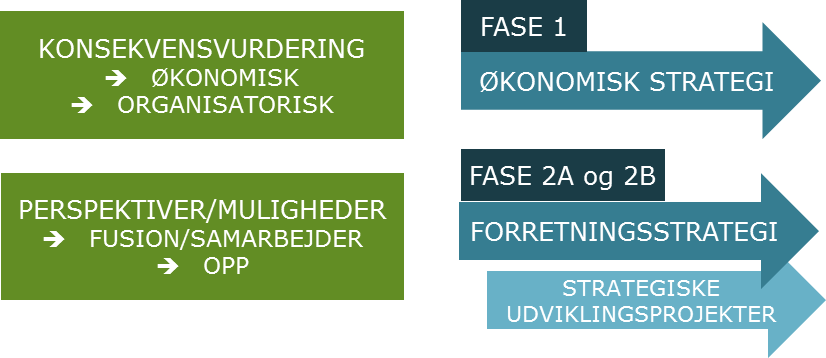 KONSEKVENSVURDERING
➔ ØKONOMISK
➔ ORGANISATORISK
FASE 1
ØKONOMISK STRATEGI
PERSPEKTIVER/MULIGHEDER
➔ FUSION/SAMARBEJDER
➔ OPP
FASE 2A og 2B
FORRETNINGSSTRATEGI
STRATEGISKE
UDVIKLINGSPROJEKTER